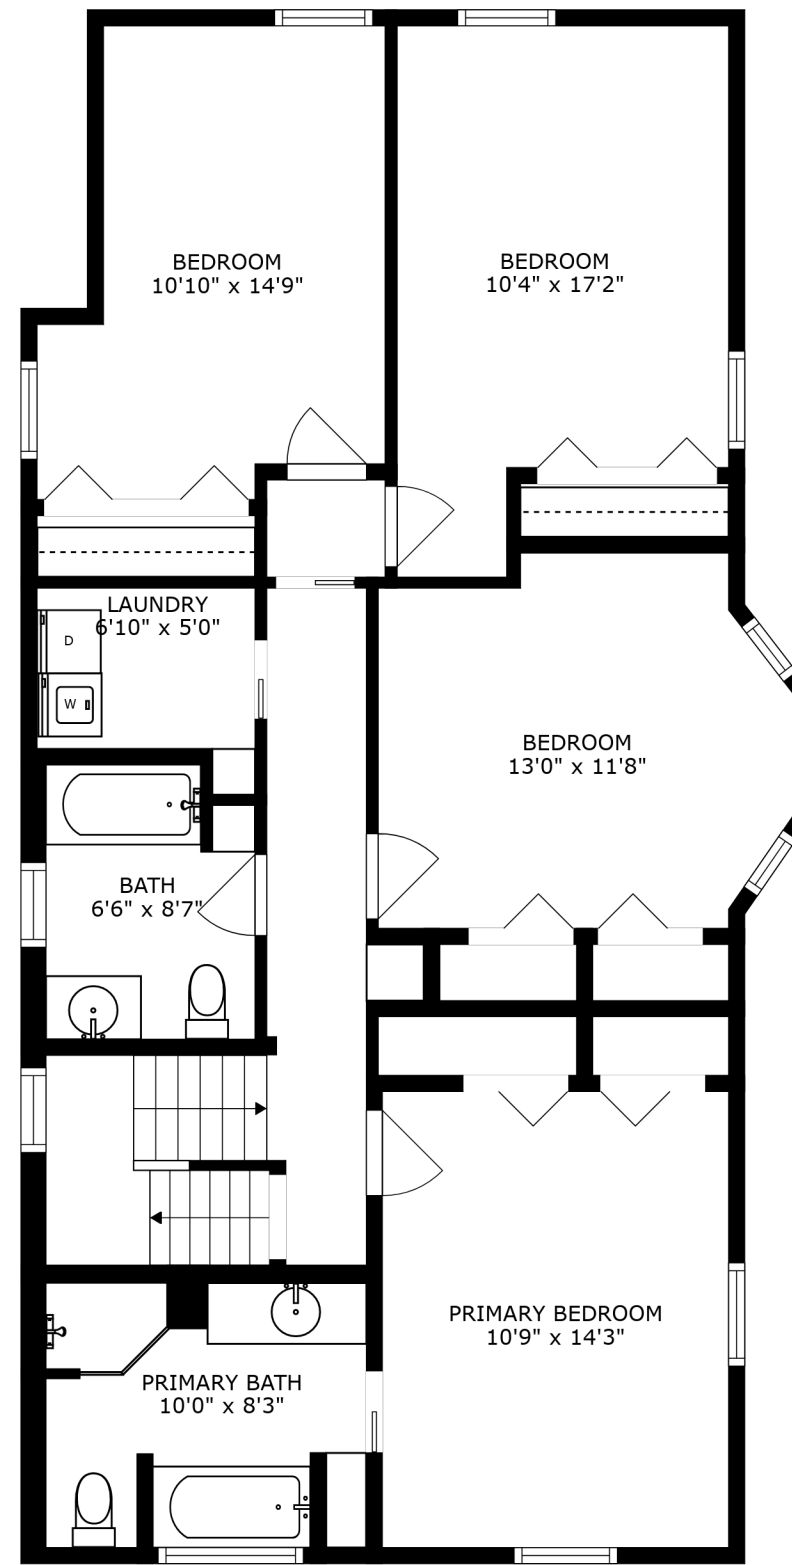 BEDROOM
10'10" x 14'9"
BEDROOM
10'4" x 17'2"
LAUNDRY
6'10" x 5'0"
D
W
BEDROOM
13'0" x 11'8"
BATH
6'6" x 8'7"
PRIMARY BEDROOM
10'9" x 14'3"
PRIMARY BATH
10'0" x 8'3"